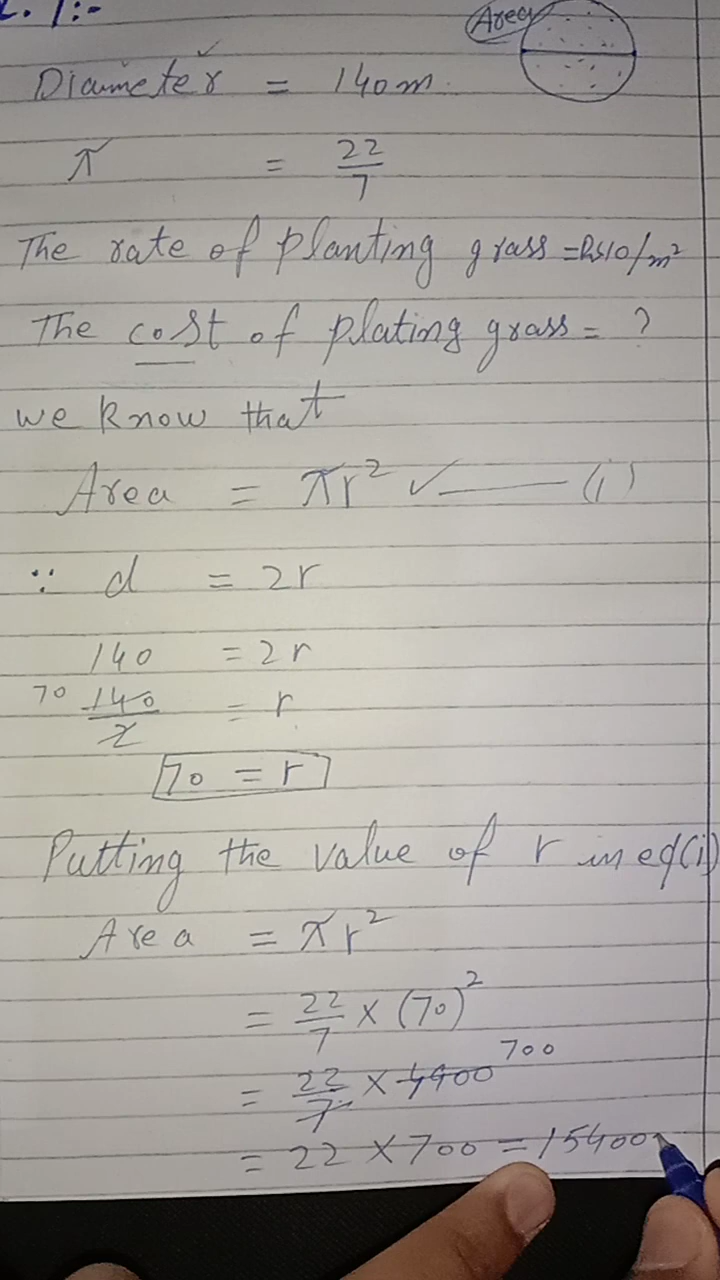 2. 1:-
Area
Diameter = 140m.
π = 22/7
The rate of planting grass = Rs10/m²
The cost of plating grass = ?
we know that
Area = πr² ✓ —— (i)
∵ d = 2r
140 = 2r
70 140/2 = r
70 = r
Putting the value of r in eq(i)
Area = πr²
= 22/7 × (70)²
= 22/7 × 4900 700
= 22 × 700 = 15400